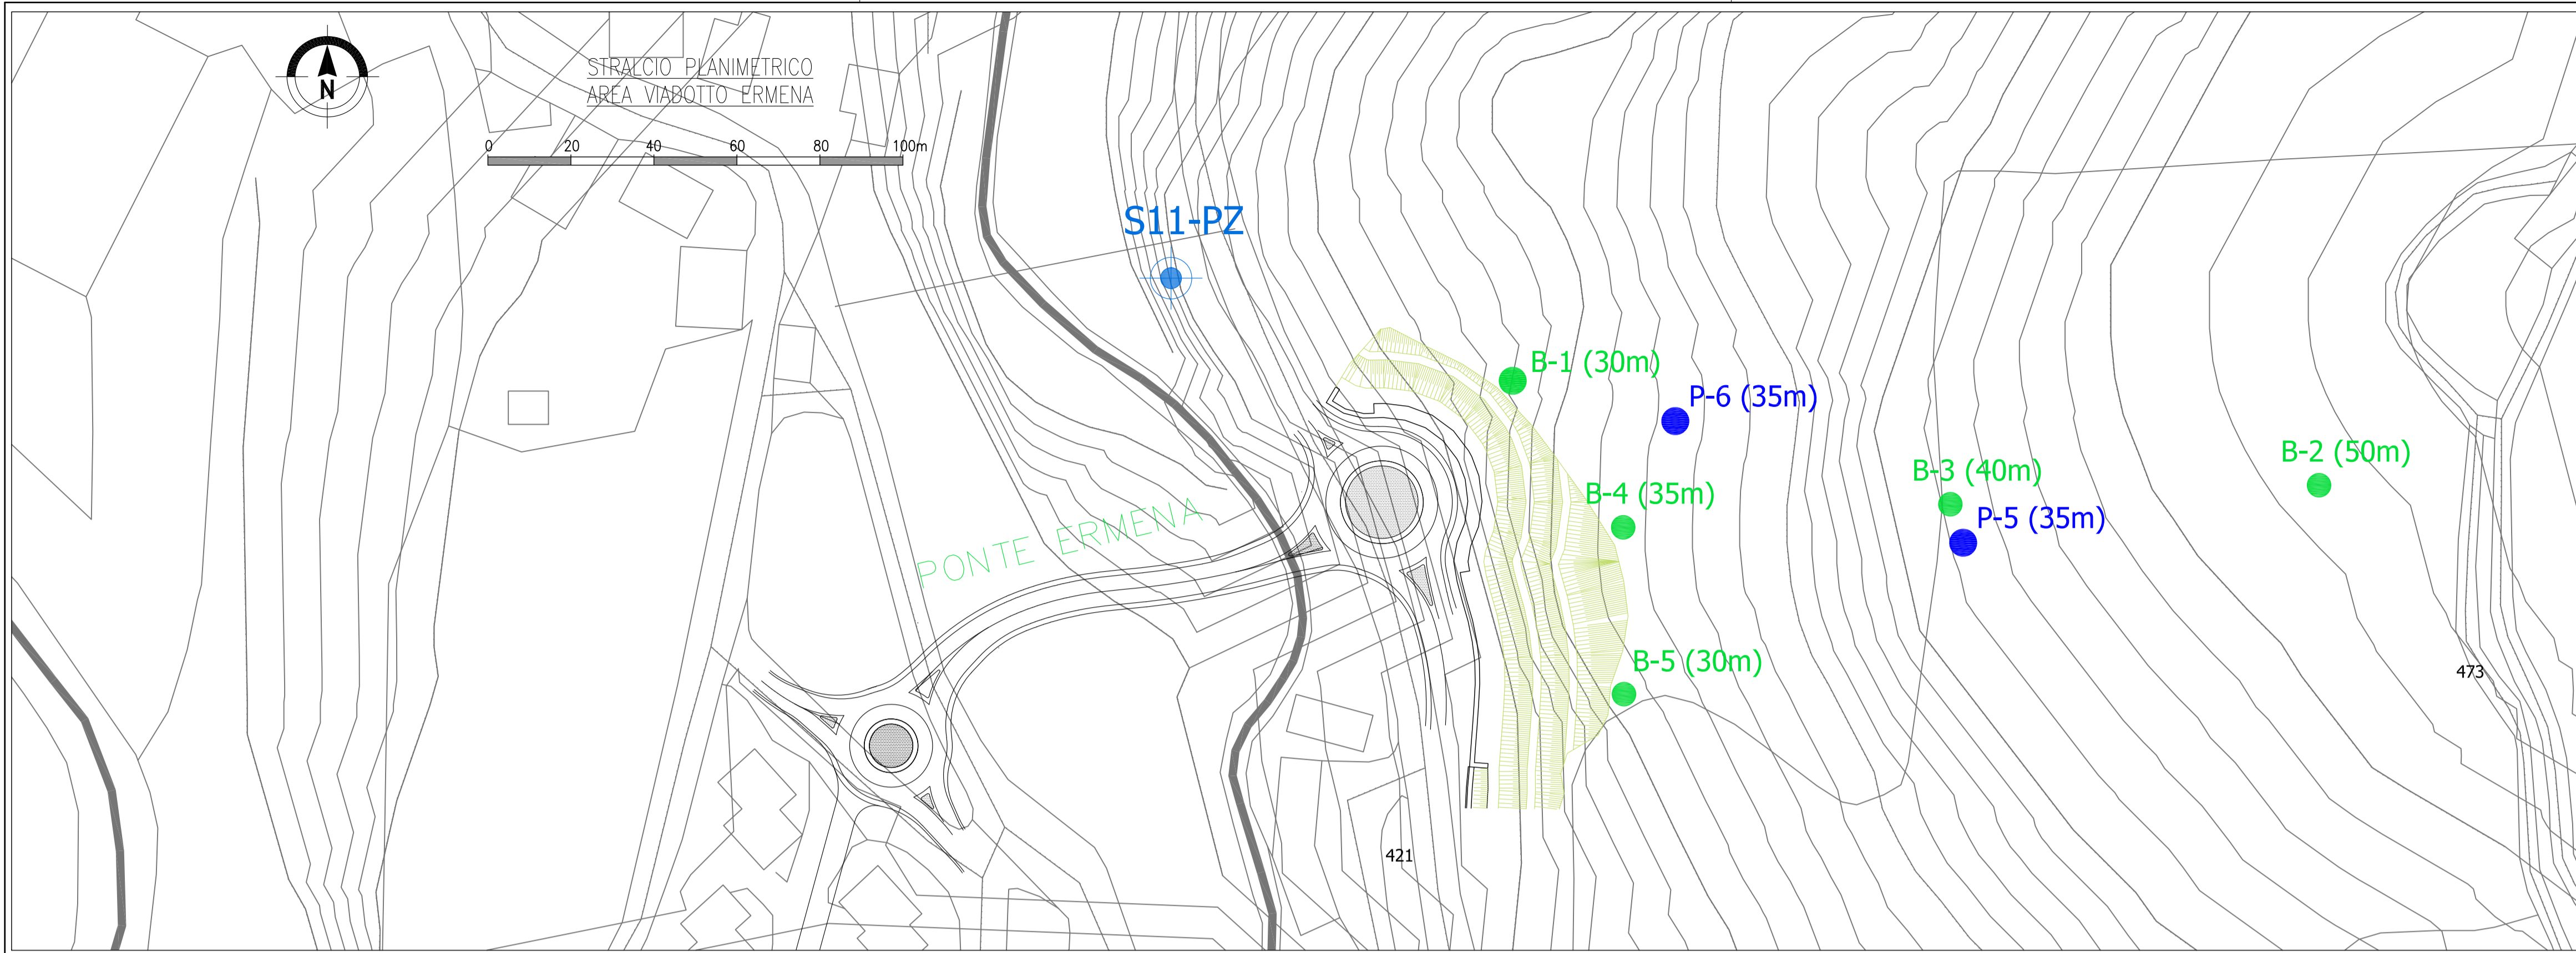 N
STRALCIO PLANIMETRICO
AREA VIADOTTO ERMENA
0 20 40 60 80 100m
S11-PZ
B-1 (30m)
P-6 (35m)
B-2 (50m)
B-3 (40m)
B-4 (35m)
P-5 (35m)
PONTE ERMENA
B-5 (30m)
473
421